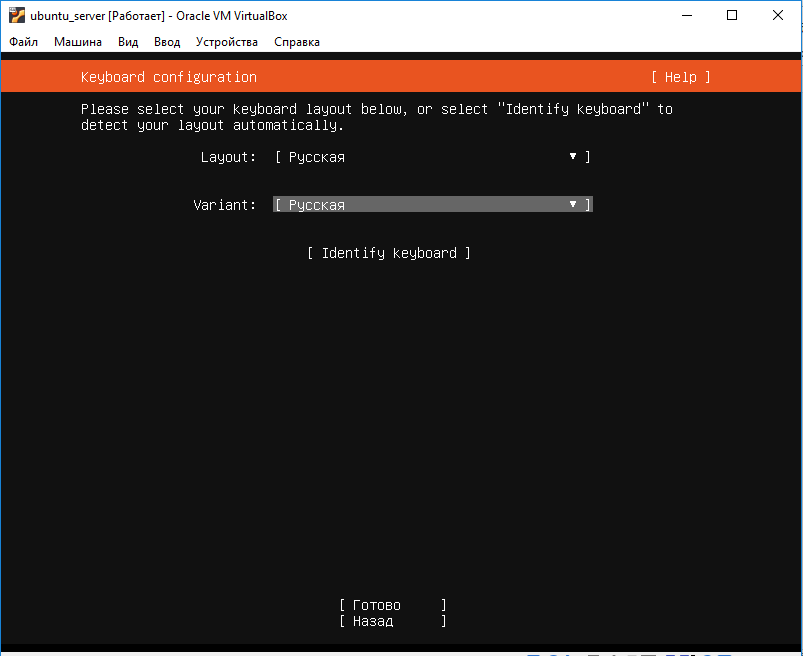 ubuntu_server [Работает] - Oracle VM VirtualBox
Файл Машина Вид Ввод Устройства Справка
Keyboard configuration [ Help ]
Please select your keyboard layout below, or select "Identify keyboard" to
detect your layout automatically.
Layout: [ Русская ▼ ]
Variant: [ Русская ▼ ]
[ Identify keyboard ]
[ Готово ]
[ Назад ]